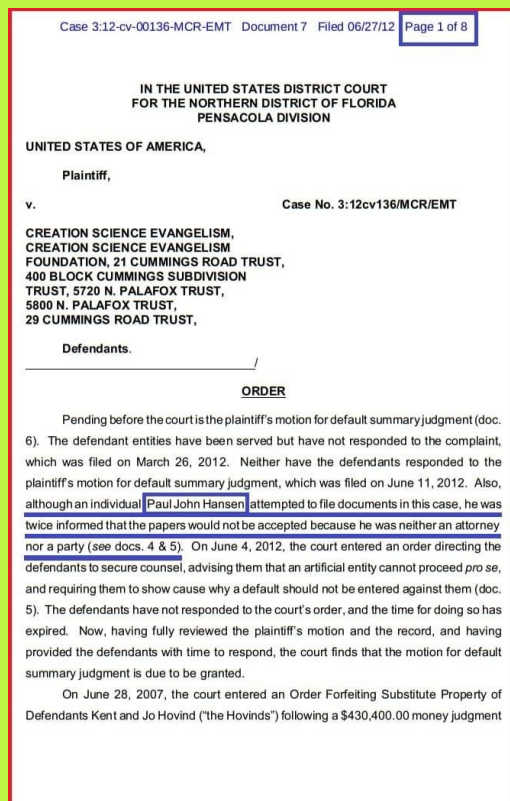 Case 3:12-cv-00136-MCR-EMT Document 7 Filed 06/27/12 Page 1 of 8
IN THE UNITED STATES DISTRICT COURT
FOR THE NORTHERN DISTRICT OF FLORIDA
PENSACOLA DIVISION
UNITED STATES OF AMERICA,
Plaintiff,
v. Case No. 3:12cv136/MCR/EMT
CREATION SCIENCE EVANGELISM,
CREATION SCIENCE EVANGELISM
FOUNDATION, 21 CUMMINGS ROAD TRUST,
400 BLOCK CUMMINGS SUBDIVISION
TRUST, 5720 N. PALAFOX TRUST,
5800 N. PALAFOX TRUST,
29 CUMMINGS ROAD TRUST,
Defendants.
/
ORDER
Pending before the court is the plaintiff's motion for default summary judgment (doc.
6). The defendant entities have been served but have not responded to the complaint,
which was filed on March 26, 2012. Neither have the defendants responded to the
plaintiff's motion for default summary judgment, which was filed on June 11, 2012. Also,
although an individual Paul John Hansen attempted to file documents in this case, he was
twice informed that the papers would not be accepted because he was neither an attorney
nor a party (see docs. 4 & 5). On June 4, 2012, the court entered an order directing the
defendants to secure counsel, advising them that an artificial entity cannot proceed pro se,
and requiring them to show cause why a default should not be entered against them (doc.
5). The defendants have not responded to the court's order, and the time for doing so has
expired. Now, having fully reviewed the plaintiff's motion and the record, and having
provided the defendants with time to respond, the court finds that the motion for default
summary judgment is due to be granted.
On June 28, 2007, the court entered an Order Forfeiting Substitute Property of
Defendants Kent and Jo Hovind ("the Hovinds") following a $430,400.00 money judgment